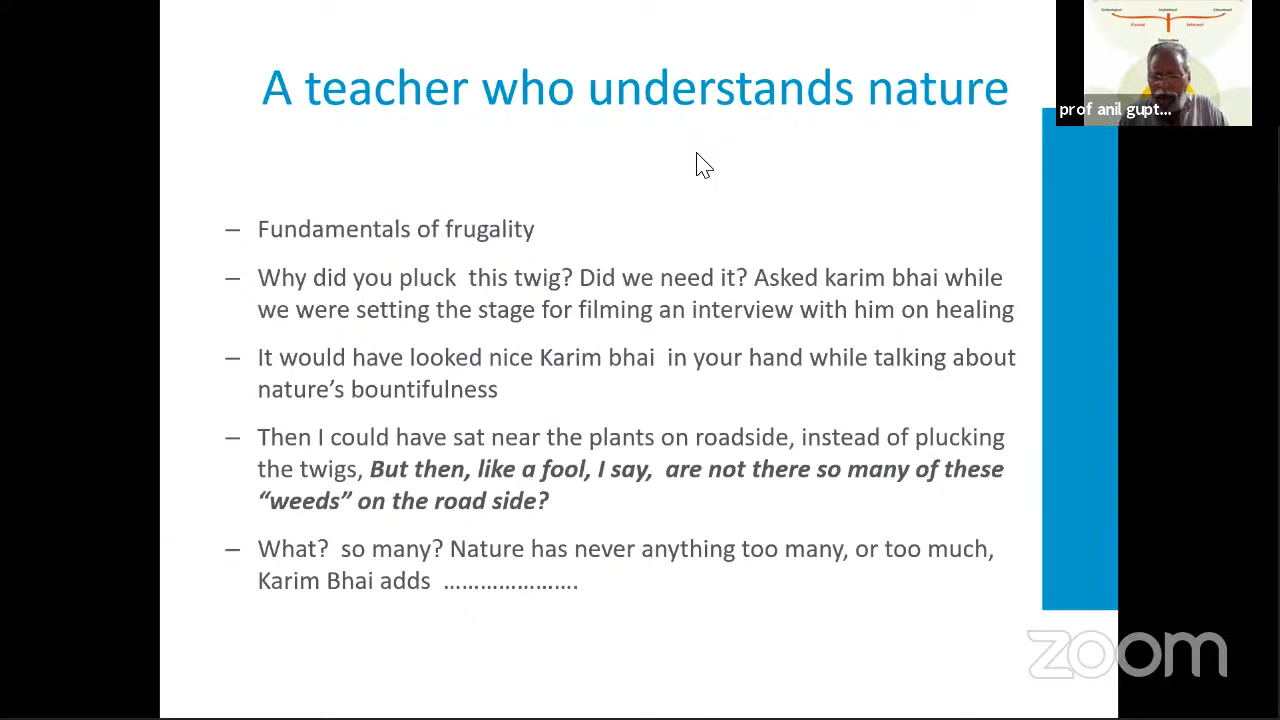 A teacher who understands nature
prof anil gupt...
– Fundamentals of frugality
– Why did you pluck this twig? Did we need it? Asked karim bhai while
we were setting the stage for filming an interview with him on healing
– It would have looked nice Karim bhai in your hand while talking about
nature's bountifulness
– Then I could have sat near the plants on roadside, instead of plucking
the twigs, But then, like a fool, I say, are not there so many of these
“weeds” on the road side?
– What? so many? Nature has never anything too many, or too much,
Karim Bhai adds ………………….
zoom